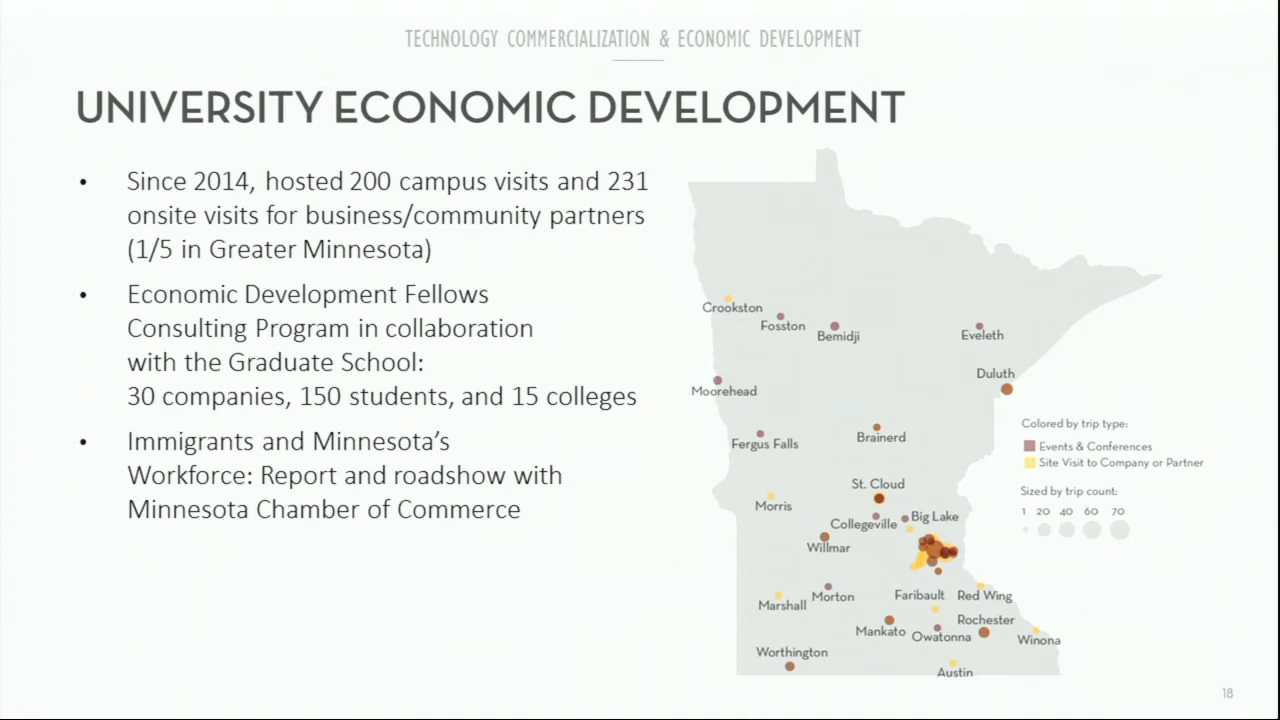 TECHNOLOGY COMMERCIALIZATION & ECONOMIC DEVELOPMENT
UNIVERSITY ECONOMIC DEVELOPMENT
• Since 2014, hosted 200 campus visits and 231
onsite visits for business/community partners
(1/5 in Greater Minnesota)
• Economic Development Fellows
Consulting Program in collaboration
with the Graduate School:
30 companies, 150 students, and 15 colleges
• Immigrants and Minnesota’s
Workforce: Report and roadshow with
Minnesota Chamber of Commerce
Crookston
Fosston
Bemidji
Eveleth
Duluth
Moorehead
Fergus Falls
Brainerd
St. Cloud
Morris
Collegeville
Big Lake
Willmar
Marshall
Morton
Faribault
Red Wing
Rochester
Mankato
Owatonna
Winona
Worthington
Austin
Colored by trip type:
Events & Conferences
Site Visit to Company or Partner
Sized by trip count:
1 20 40 60 70
18